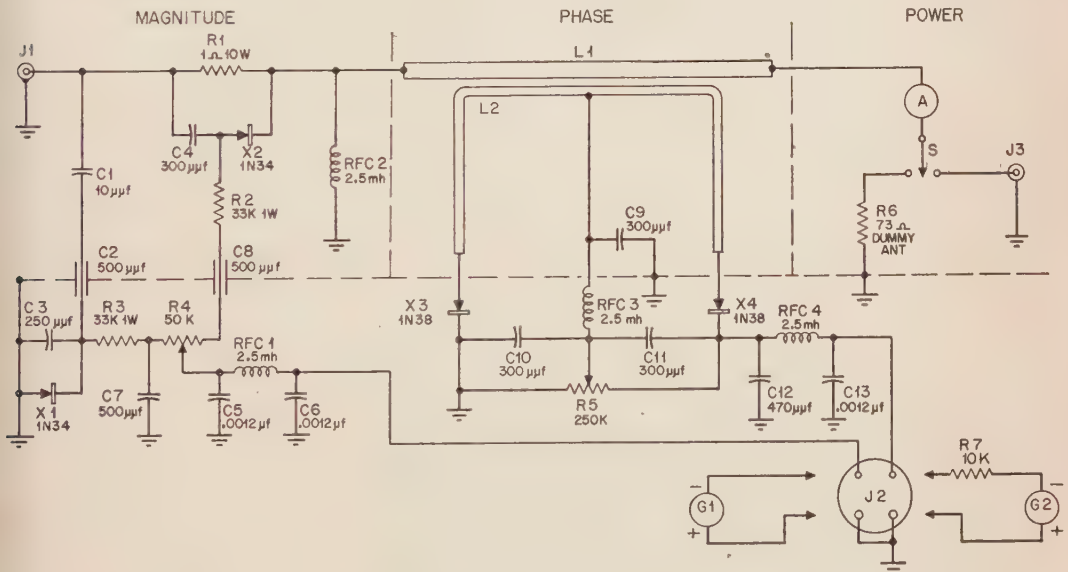 MAGNITUDE
PHASE
POWER
J1
R1
1Ω 10W
L1
L2
A
S
J3
C4
300μμf
X2
1N34
RFC 2
2.5mh
C1
10μμf
R2
33K 1W
C9
300μμf
R6
73Ω
DUMMY
ANT
C2
500μμf
C8
500μμf
C3
250μμf
R3
33K 1W
R4
50K
RFC 1
2.5mh
X3
1N38
RFC 3
2.5 mh
X4
1N38
RFC 4
2.5mh
C10
300μμf
C11
300μμf
X1
1N34
C7
500μμf
C5
.0012μf
C6
.0012μf
R5
250K
C12
470μμf
C13
.0012μf
R7
10K
G1
−
+
J2
G2
−
+